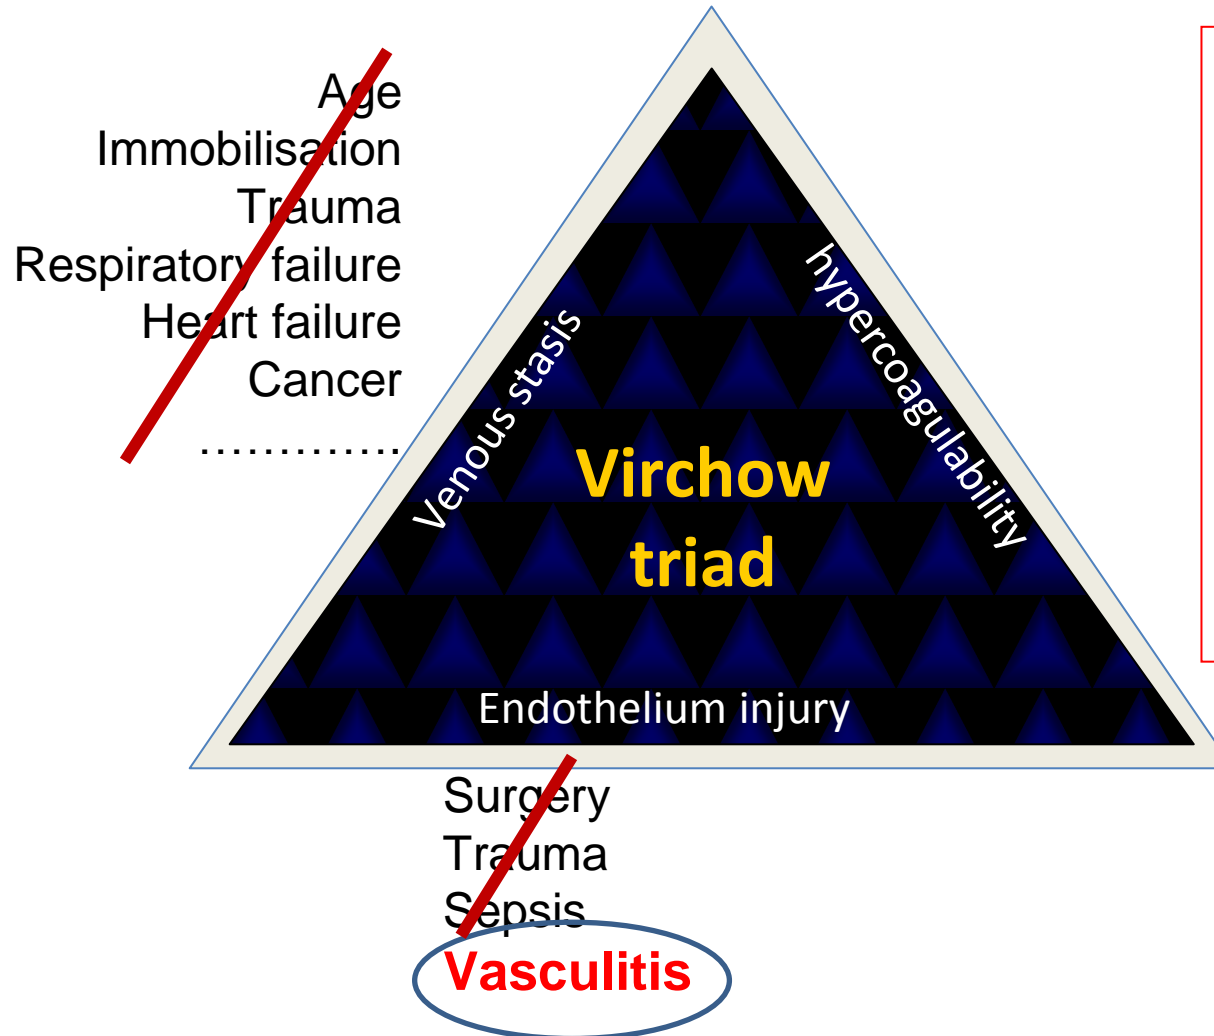 Age
Immobilisation
Trauma
Respiratory failure
Heart failure
Cancer
………….
Venous stasis
hypercoagulability
Virchow
triad
Endothelium injury
Surgery
Trauma
Sepsis
Vasculitis